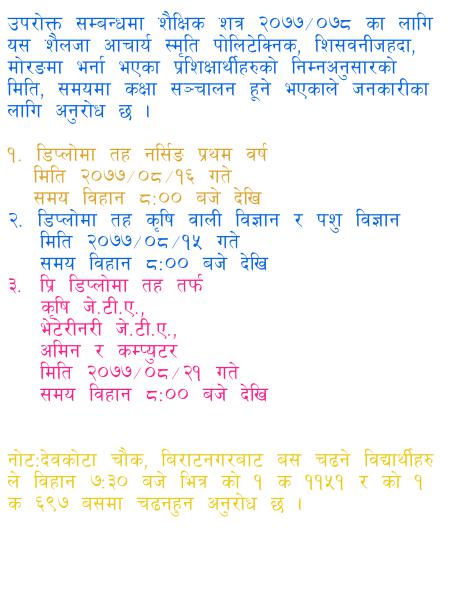 उपरोक्त सम्बन्धमा शैक्षिक शत्र २०७७/०७८ का लागि
यस शैलजा आचार्य स्मृति पोलिटेक्निक, शिसवनीजहदा,
मोरङमा भर्ना भएका प्रशिक्षार्थीहरुको निम्नअनुसारको
मिति, समयमा कक्षा सञ्चालन हूने भएकाले जनकारीका
लागि अनुरोध छ ।
१. डिप्लोमा तह नर्सिङ प्रथम वर्ष
मिति २०७७/०८/१६ गते
समय विहान ८:०० बजे देखि
२. डिप्लोमा तह कृषि वाली विज्ञान र पशु विज्ञान
मिति २०७७/०८/१५ गते
समय विहान ८:०० बजे देखि
३. प्रि डिप्लोमा तह तर्फ
कृषि जे.टी.ए.,
भेटेरीनरी जे.टी.ए.,
अमिन र कम्प्युटर
मिति २०७७/०८/२१ गते
समय विहान ८:०० बजे देखि
नोट:देवकोटा चौक, बिराटनगरबाट बस चढने विद्यार्थीहरु
ले विहान ७:३० बजे भित्र को १ क ११५१ र को १
क ६९७ बसमा चढनहुन अनुरोध छ ।